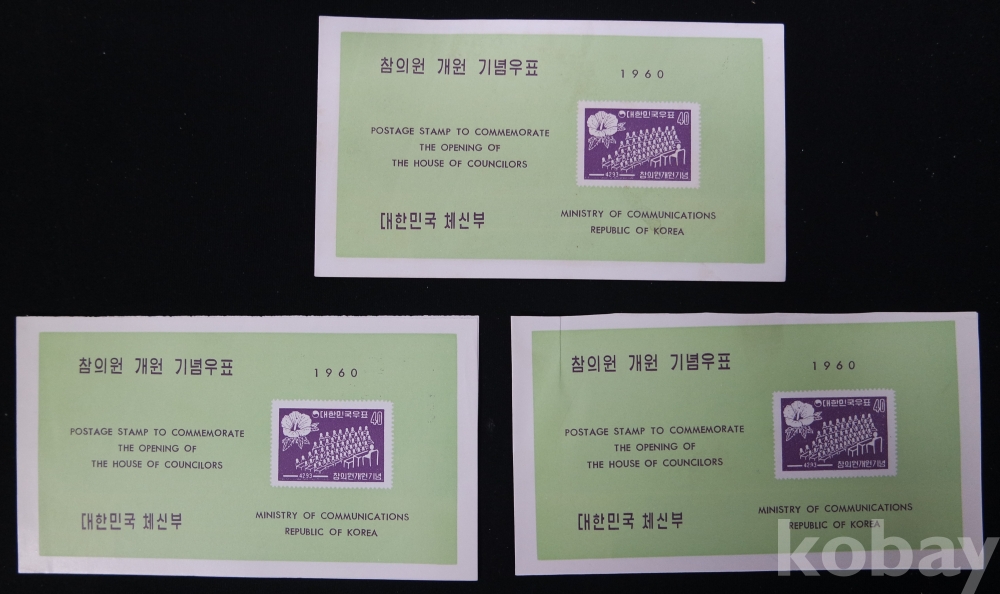 참의원 개원 기념우표
1960
POSTAGE STAMP TO COMMEMORATE
THE OPENING OF
THE HOUSE OF COUNCILORS
대한민국우표 40
4293 참의원개원기념
대한민국 체신부
MINISTRY OF COMMUNICATIONS
REPUBLIC OF KOREA
참의원 개원 기념우표
1960
POSTAGE STAMP TO COMMEMORATE
THE OPENING OF
THE HOUSE OF COUNCILORS
대한민국우표 40
4293 참의원개원기념
대한민국 체신부
MINISTRY OF COMMUNICATIONS
REPUBLIC OF KOREA
참의원 개원 기념우표
1960
POSTAGE STAMP TO COMMEMORATE
THE OPENING OF
THE HOUSE OF COUNCILORS
대한민국우표 40
4293 참의원개원기념
대한민국 체신부
MINISTRY OF COMMUNICATIONS
REPUBLIC OF KOREA
kobay